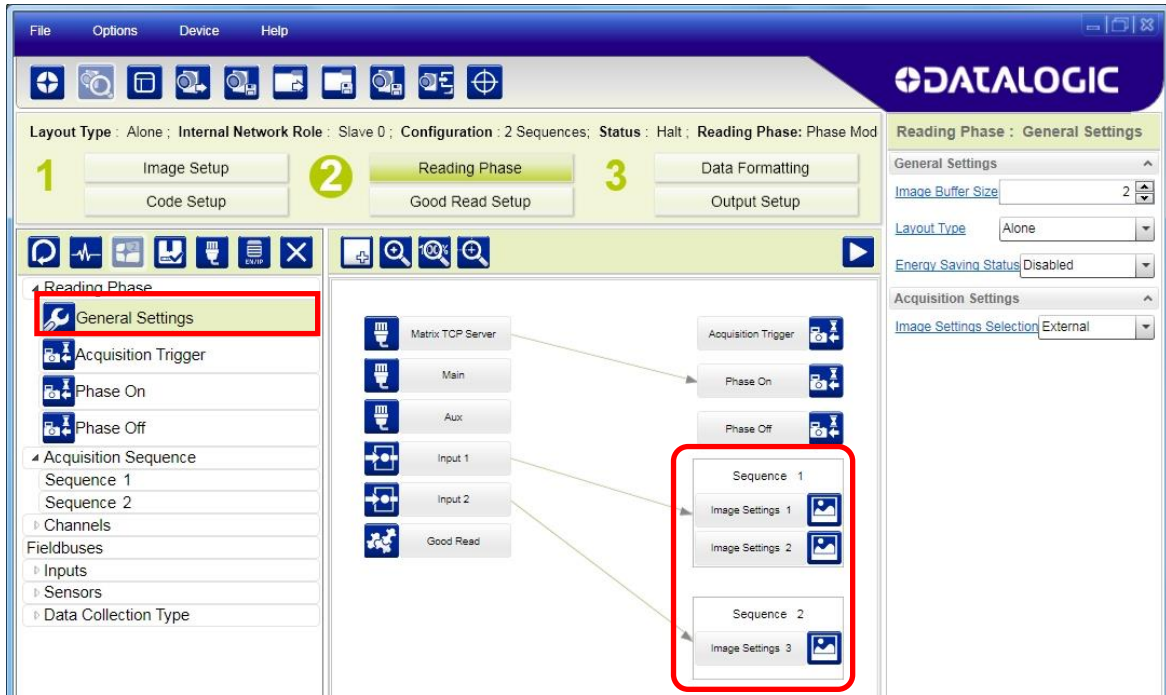 File Options Device Help
DATALOGIC
Layout Type : Alone ; Internal Network Role : Slave 0 ; Configuration : 2 Sequences; Status : Halt ; Reading Phase: Phase Mod
1 Image Setup
Code Setup
2 Reading Phase
Good Read Setup
3 Data Formatting
Output Setup
EN/IP
100%
Reading Phase
General Settings
Acquisition Trigger
Phase On
Phase Off
Acquisition Sequence
Sequence 1
Sequence 2
Channels
Fieldbuses
Inputs
Sensors
Data Collection Type
Matrix TCP Server
Main
Aux
Input 1
Input 2
Good Read
Acquisition Trigger
Phase On
Phase Off
Sequence 1
Image Settings 1
Image Settings 2
Sequence 2
Image Settings 3
Reading Phase : General Settings
General Settings
Image Buffer Size 2
Layout Type Alone
Energy Saving Status Disabled
Acquisition Settings
Image Settings Selection External